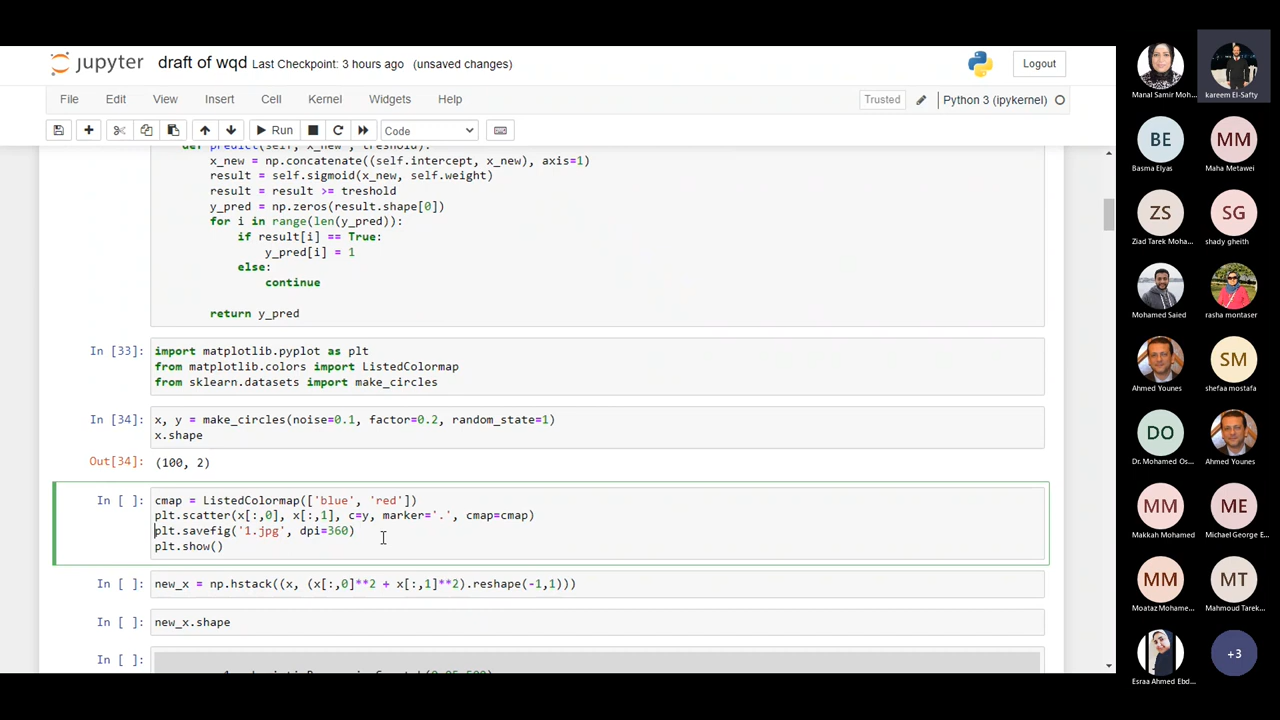 jupyter draft of wqd Last Checkpoint: 3 hours ago (unsaved changes) Logout
File Edit View Insert Cell Kernel Widgets Help Trusted Python 3 (ipykernel)
Run Code
def predict(self, x_new , treshold):
x_new = np.concatenate((self.intercept, x_new), axis=1)
result = self.sigmoid(x_new, self.weight)
result = result >= treshold
y_pred = np.zeros(result.shape[0])
for i in range(len(y_pred)):
if result[i] == True:
y_pred[i] = 1
else:
continue
return y_pred
In [33]: import matplotlib.pyplot as plt
from matplotlib.colors import ListedColormap
from sklearn.datasets import make_circles
In [34]: x, y = make_circles(noise=0.1, factor=0.2, random_state=1)
x.shape
Out[34]: (100, 2)
In [ ]: cmap = ListedColormap(['blue', 'red'])
plt.scatter(x[:,0], x[:,1], c=y, marker='.', cmap=cmap)
plt.savefig('1.jpg', dpi=360)
plt.show()
In [ ]: new_x = np.hstack((x, (x[:,0]**2 + x[:,1]**2).reshape(-1,1)))
In [ ]: new_x.shape
In [ ]:
Manal Samir Moh... kareem El-Safty
BE MM
Basma Elyas Maha Metawei
ZS SG
Ziad Tarek Moha... shady gheith
Mohamed Saied rasha montaser
SM
Ahmed Younes shefaa mostafa
DO
Dr. Mohamed Os... Ahmed Younes
MM ME
Makkah Mohamed Michael George E...
MM MT
Moataz Mohame... Mahmoud Tarek...
+3
Esraa Ahmed Ebd...